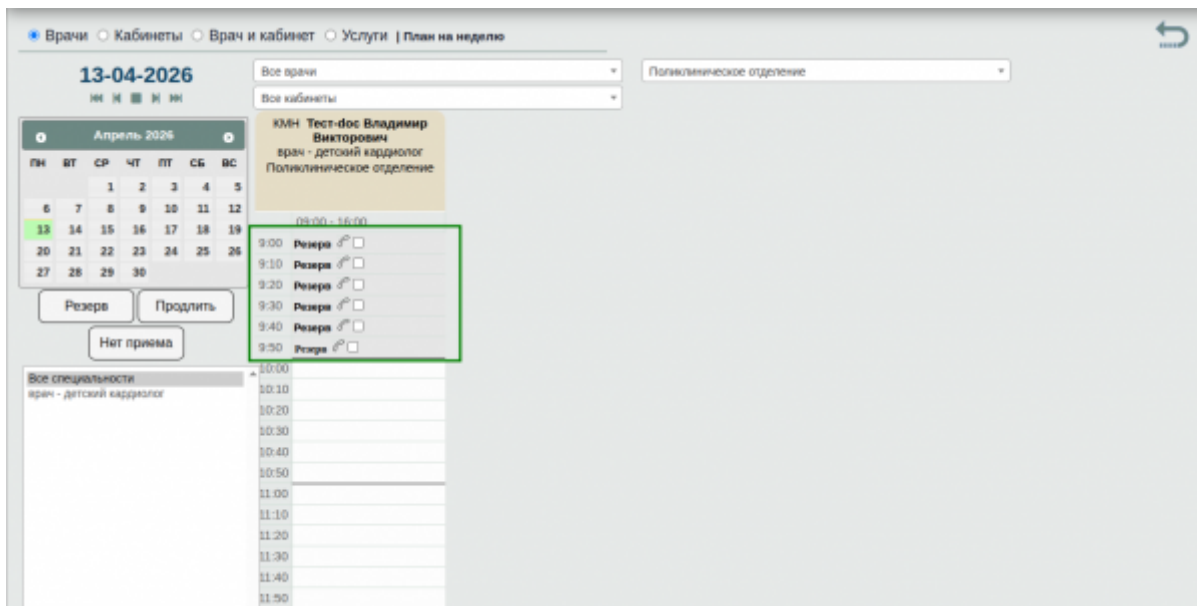 Врачи Кабинеты Врач и кабинет Услуги | План на неделю
13-04-2026
Все врачи
Поликлиническое отделение
Все кабинеты
Апрель 2026
ПН ВТ СР ЧТ ПТ СБ ВС
1 2 3 4 5
6 7 8 9 10 11 12
13 14 15 16 17 18 19
20 21 22 23 24 25 26
27 28 29 30
Резерв Продлить
Нет приема
Все специальности
врач - детский кардиолог
КМН Тест-doc Владимир
Викторович
врач - детский кардиолог
Поликлиническое отделение
09:00 - 16:00
9:00 Резерв
9:10 Резерв
9:20 Резерв
9:30 Резерв
9:40 Резерв
9:50 Резерв
10:00
10:10
10:20
10:30
10:40
10:50
11:00
11:10
11:20
11:30
11:40
11:50